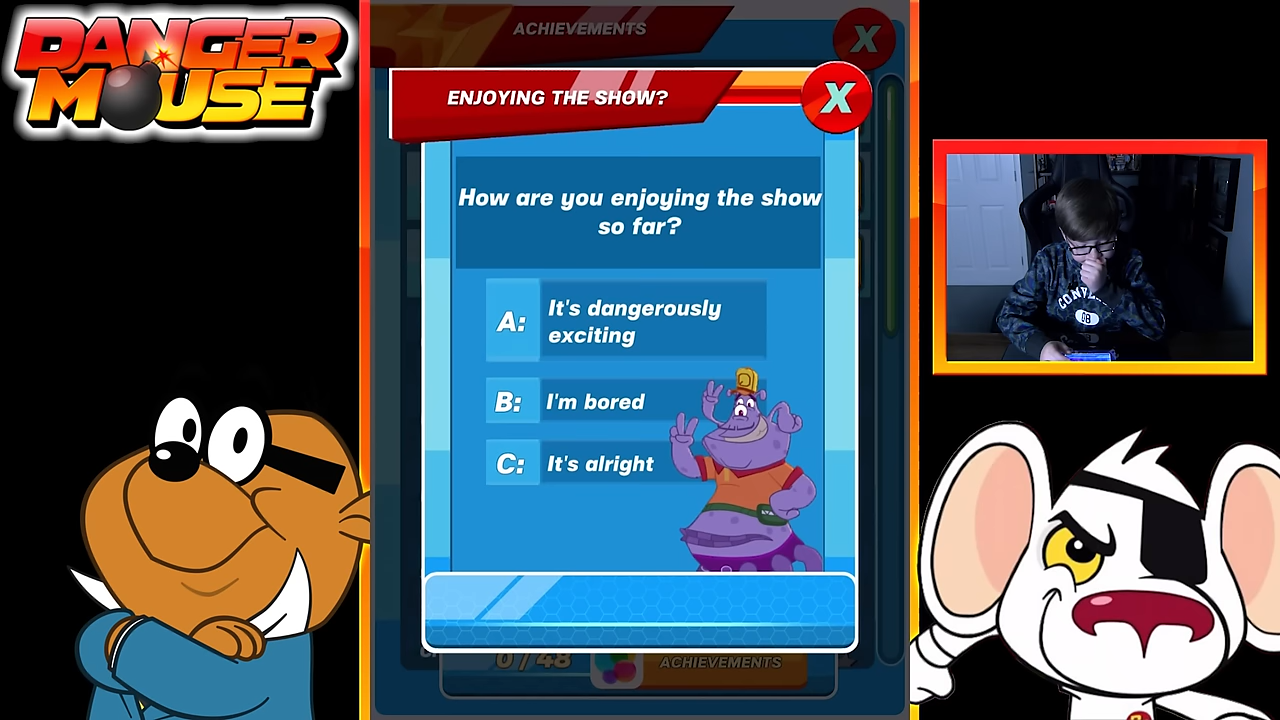 DANGER
MOUSE
ACHIEVEMENTS
X
ENJOYING THE SHOW?
X
How are you enjoying the show
so far?
A: It's dangerously
exciting
B: I'm bored
C: It's alright
CONVERSE
0 / 48
ACHIEVEMENTS